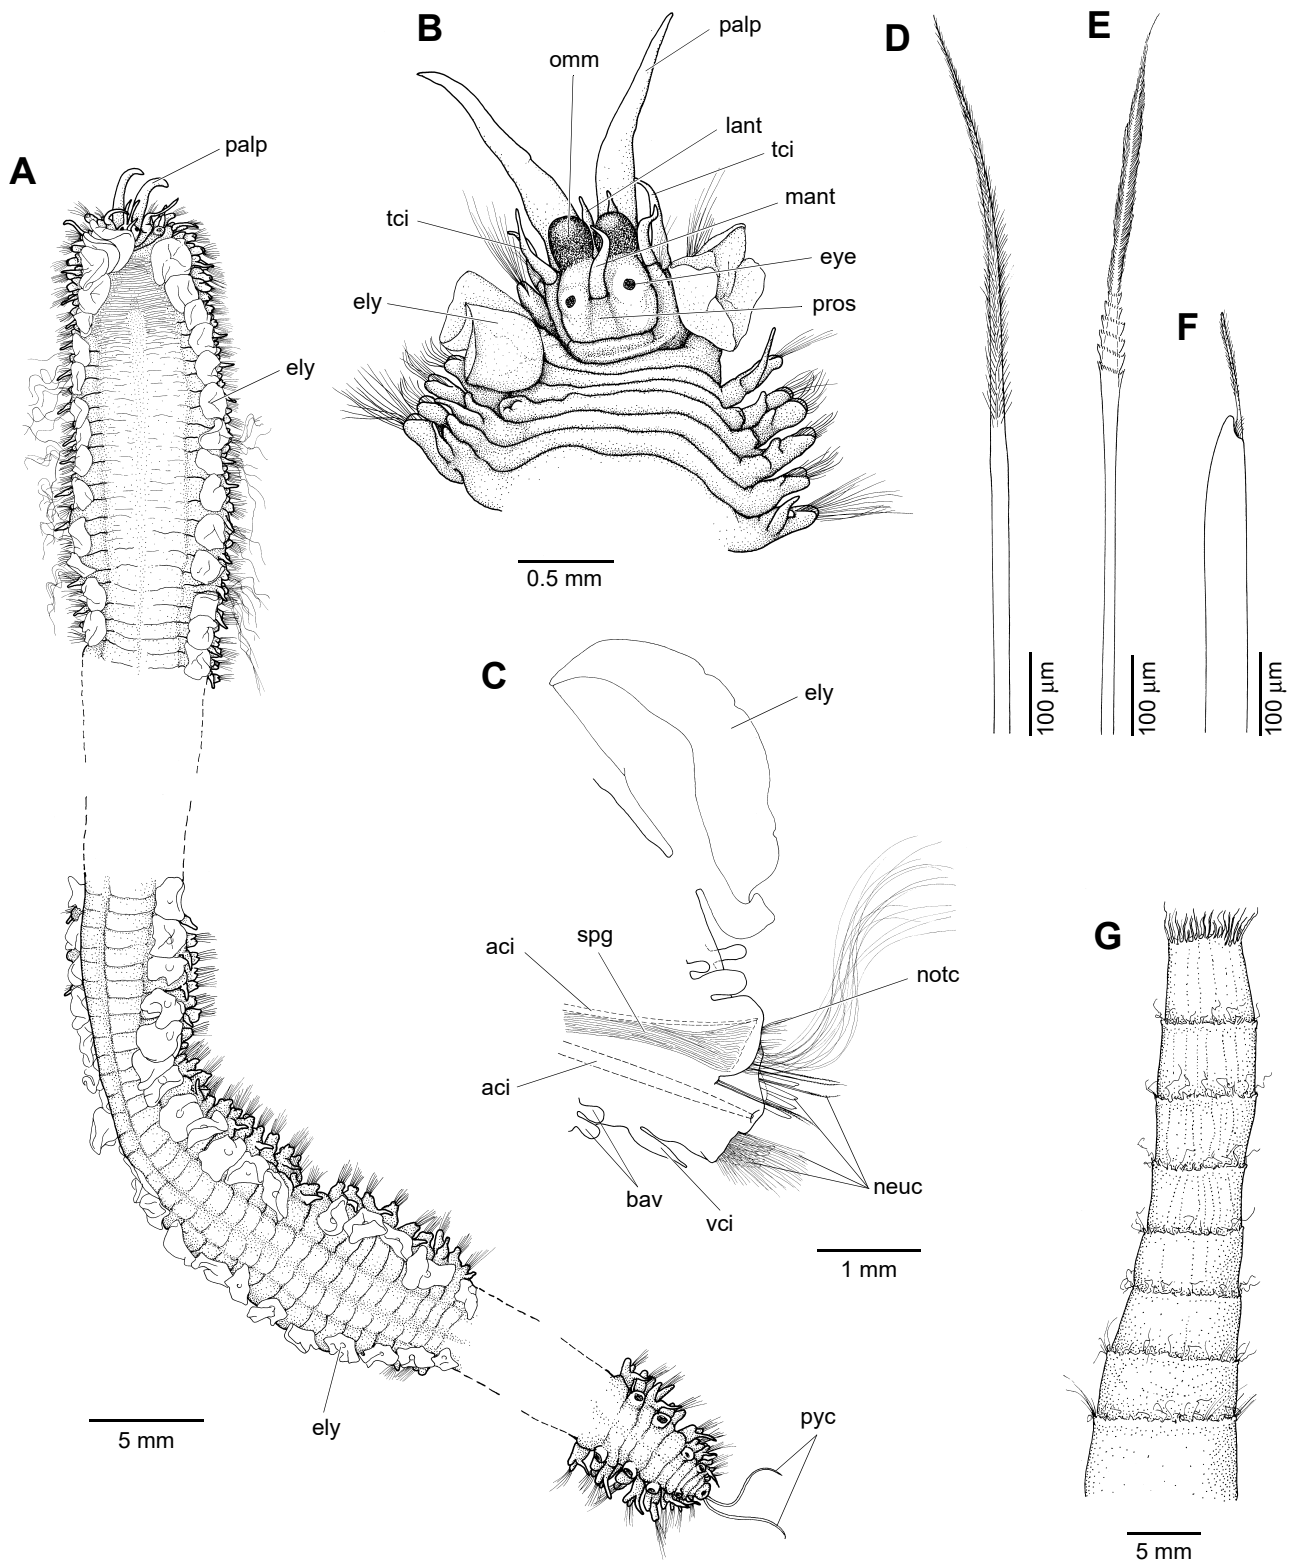 A
palp
ely
ely
5 mm
pyc
B
omm
palp
lant
tci
mant
tci
eye
ely
pros
0.5 mm
C
ely
spg
aci
notc
aci
neuc
bav
vci
1 mm
D
100 µm
E
100 µm
F
100 µm
G
5 mm